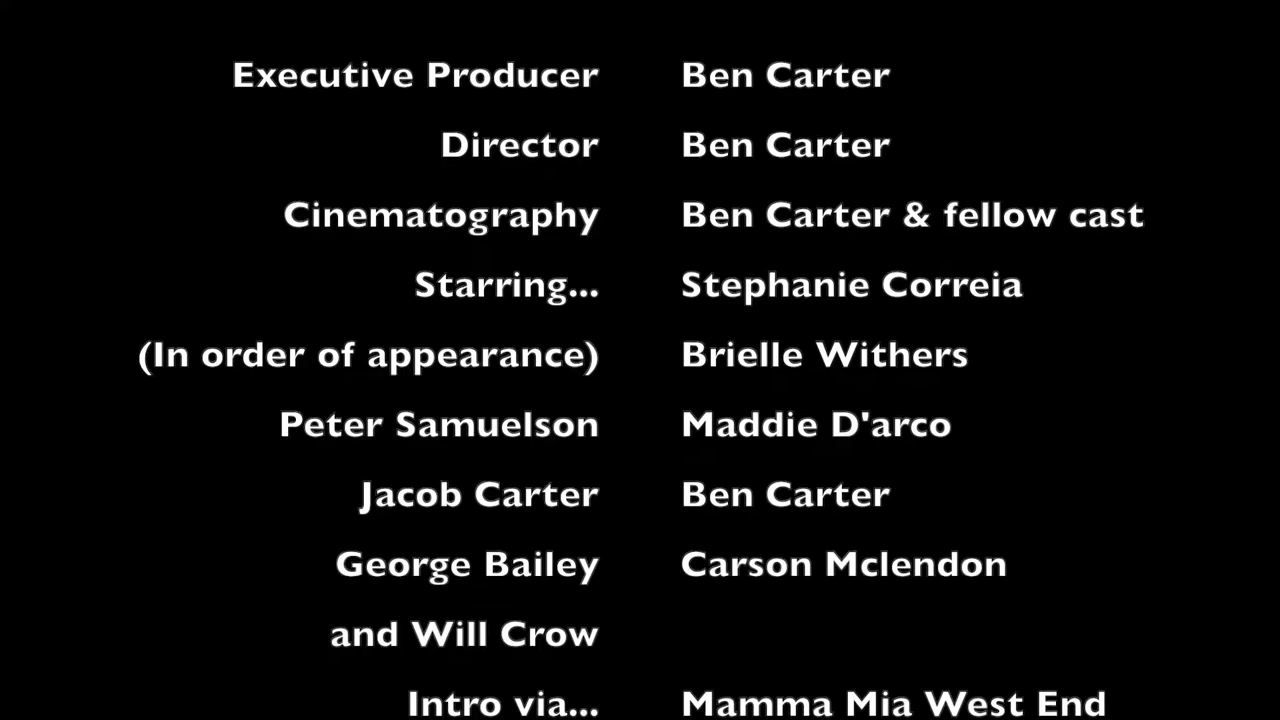 Executive Producer Ben Carter
Director Ben Carter
Cinematography Ben Carter & fellow cast
Starring... Stephanie Correia
(In order of appearance) Brielle Withers
Peter Samuelson Maddie D'arco
Jacob Carter Ben Carter
George Bailey Carson Mclendon
and Will Crow
Intro via... Mamma Mia West End